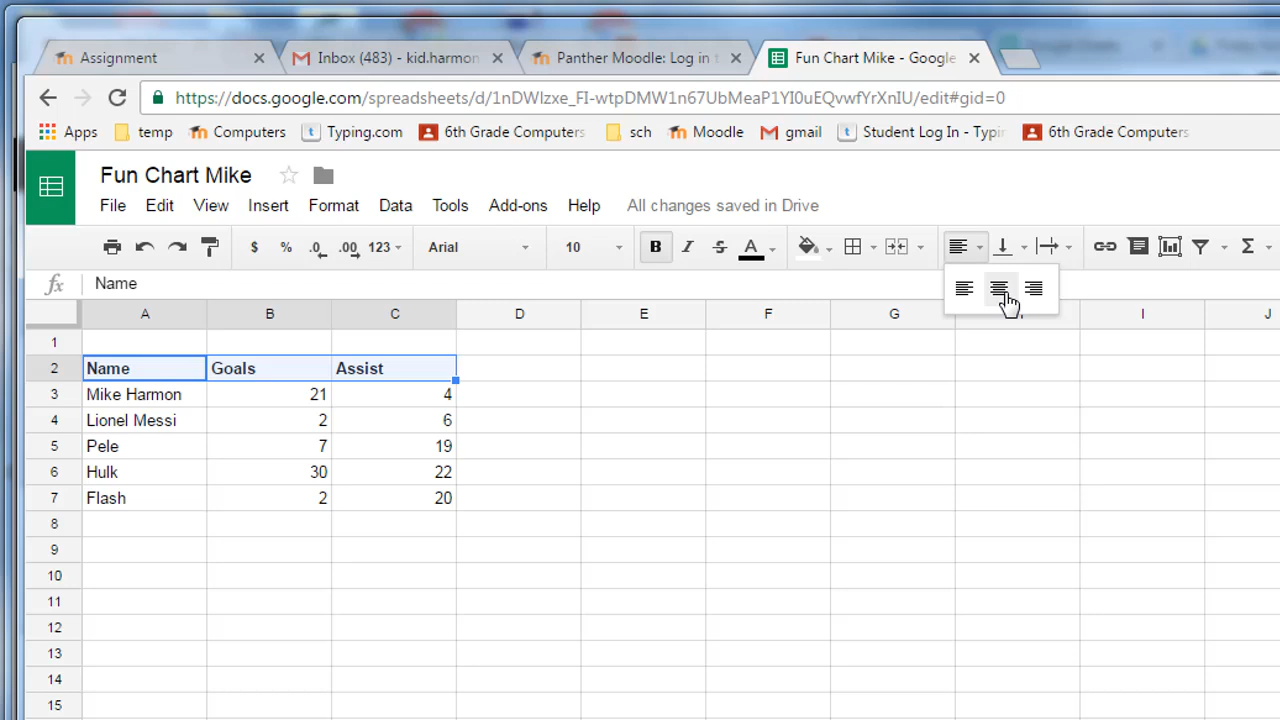 Assignment Inbox (483) - kid.harmon Panther Moodle: Log in t Fun Chart Mike - Google
https://docs.google.com/spreadsheets/d/1nDWlzxe_FI-wtpDMW1n67UbMeaP1YI0uEQvwfYrXnIU/edit#gid=0
Apps temp Computers Typing.com 6th Grade Computers sch Moodle gmail Student Log In - Typin 6th Grade Computers
Fun Chart Mike
File Edit View Insert Format Data Tools Add-ons Help All changes saved in Drive
$ % .0 .00 123 Arial 10 B I S A Σ
fx Name
A B C D E F G I J
1
2 Name Goals Assist
3 Mike Harmon 21 4
4 Lionel Messi 2 6
5 Pele 7 19
6 Hulk 30 22
7 Flash 2 20
8
9
10
11
12
13
14
15